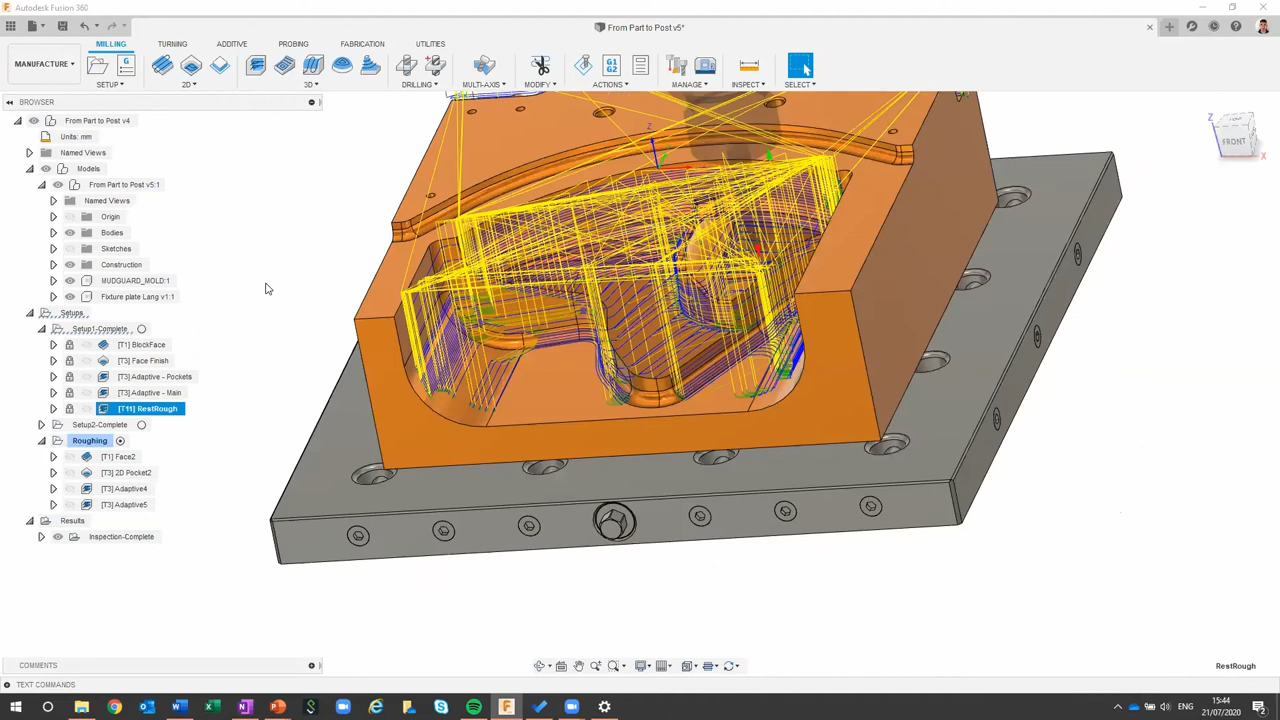 Autodesk Fusion 360
From Part to Post v5*
MILLING TURNING ADDITIVE PROBING FABRICATION UTILITIES
MANUFACTURE
G1
G2
SETUP 2D 3D DRILLING MULTI-AXIS MODIFY ACTIONS MANAGE INSPECT SELECT
BROWSER
From Part to Post v4
Units: mm
Named Views
Models
From Part to Post v5:1
Named Views
Origin
Bodies
Sketches
Construction
MUDGUARD_MOLD:1
Fixture plate Lang v1:1
Setups
Setup1-Complete
[T1] BlockFace
[T3] Face Finish
[T3] Adaptive - Pockets
[T3] Adaptive - Main
[T11] RestRough
Setup2-Complete
Roughing
[T1] Face2
[T3] 2D Pocket2
[T3] Adaptive4
[T3] Adaptive5
Results
Inspection-Complete
Z
Z
FRONT
X
COMMENTS
RestRough
TEXT COMMANDS
ENG
15:44
21/07/2020
2